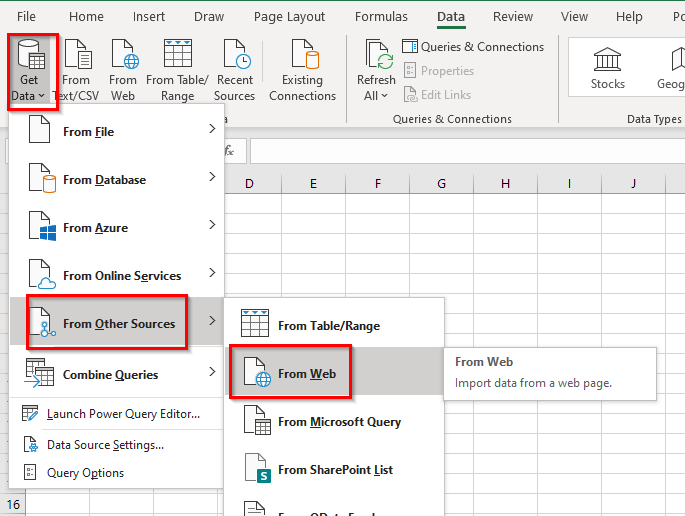 File Home Insert Draw Page Layout Formulas Data Review View Help
Get Data
From Text/CSV
From Web
From Table/Range
Recent Sources
Existing Connections
Refresh All
Queries & Connections
Properties
Edit Links
Stocks
Queries & Connections
Data Types
From File
From Database
From Azure
From Online Services
From Other Sources
Combine Queries
Launch Power Query Editor...
Data Source Settings...
Query Options
fx
D E F G H I J
From Table/Range
From Web
From Microsoft Query
From SharePoint List
From Web
Import data from a web page.
16